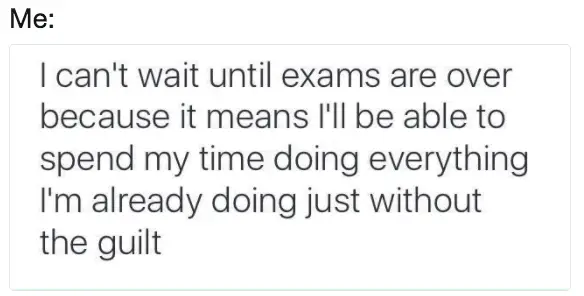 Me:
I can't wait until exams are over
because it means I'll be able to
spend my time doing everything
I'm already doing just without
the guilt